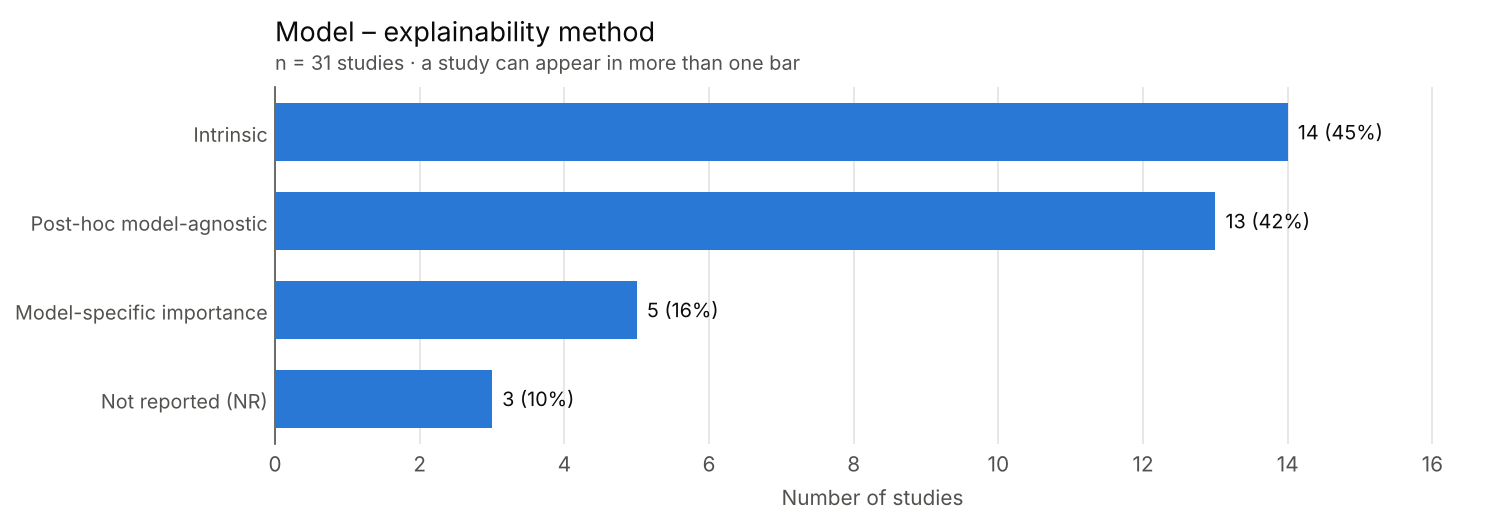 Model – explainability method
n = 31 studies · a study can appear in more than one bar
Intrinsic
14 (45%)
Post-hoc model-agnostic
13 (42%)
Model-specific importance
5 (16%)
Not reported (NR)
3 (10%)
0 2 4 6 8 10 12 14 16
Number of studies